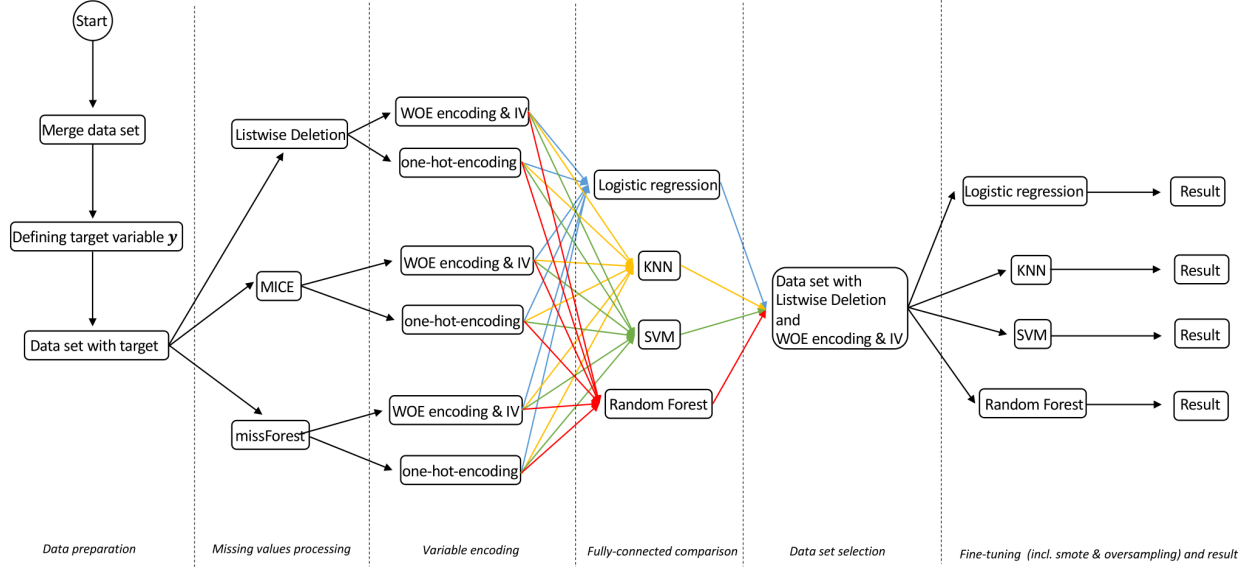 Start
Merge data set
Defining target variable y
Data set with target
Data preparation
Listwise Deletion
MICE
missForest
Missing values processing
WOE encoding & IV
one-hot-encoding
WOE encoding & IV
one-hot-encoding
WOE encoding & IV
one-hot-encoding
Variable encoding
Logistic regression
KNN
SVM
Random Forest
Fully-connected comparison
Data set with
Listwise Deletion
and
WOE encoding & IV
Data set selection
Logistic regression
Result
KNN
Result
SVM
Result
Random Forest
Result
Fine-tuning (incl. smote & oversampling) and result